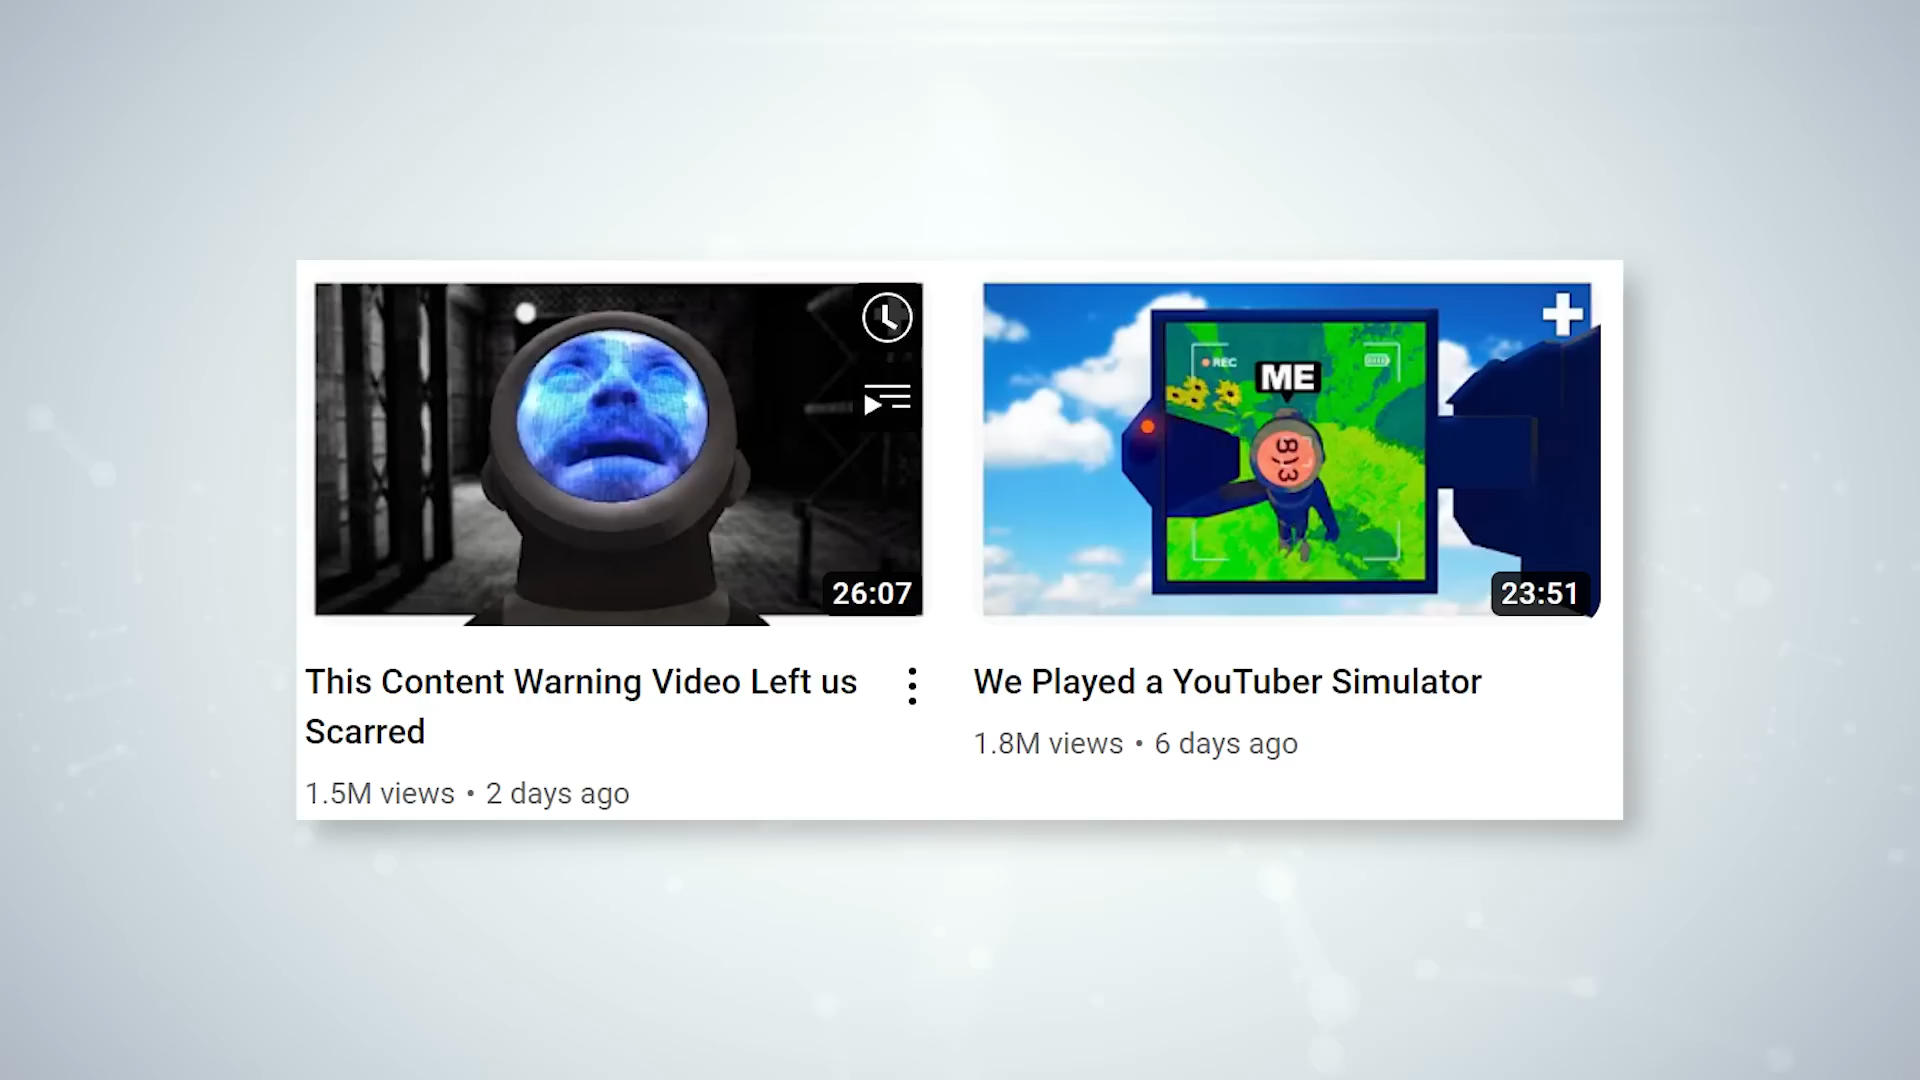 REC
ME
26:07
23:51
This Content Warning Video Left us
Scarred
1.5M views • 2 days ago
We Played a YouTuber Simulator
1.8M views • 6 days ago